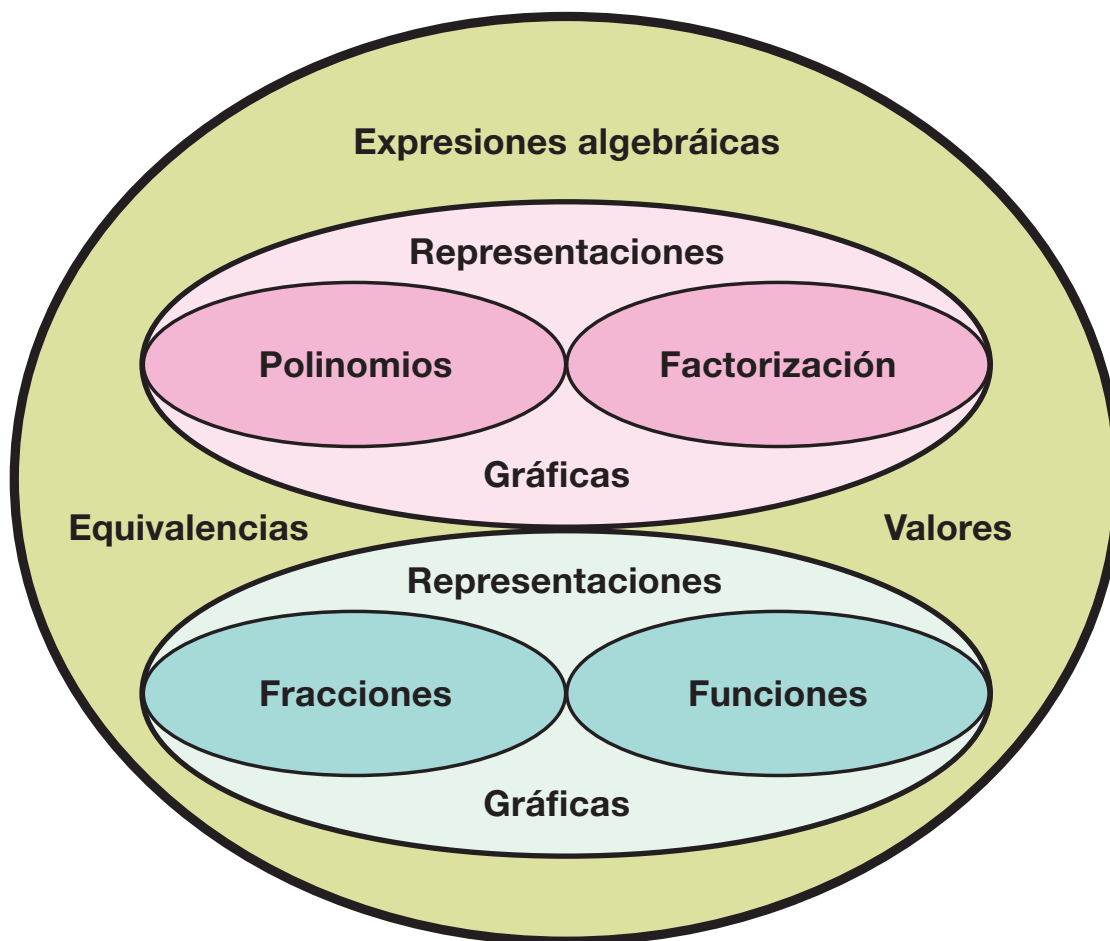 Expresiones algebráicas
Representaciones
Polinomios
Factorización
Gráficas
Equivalencias
Valores
Representaciones
Fracciones
Funciones
Gráficas